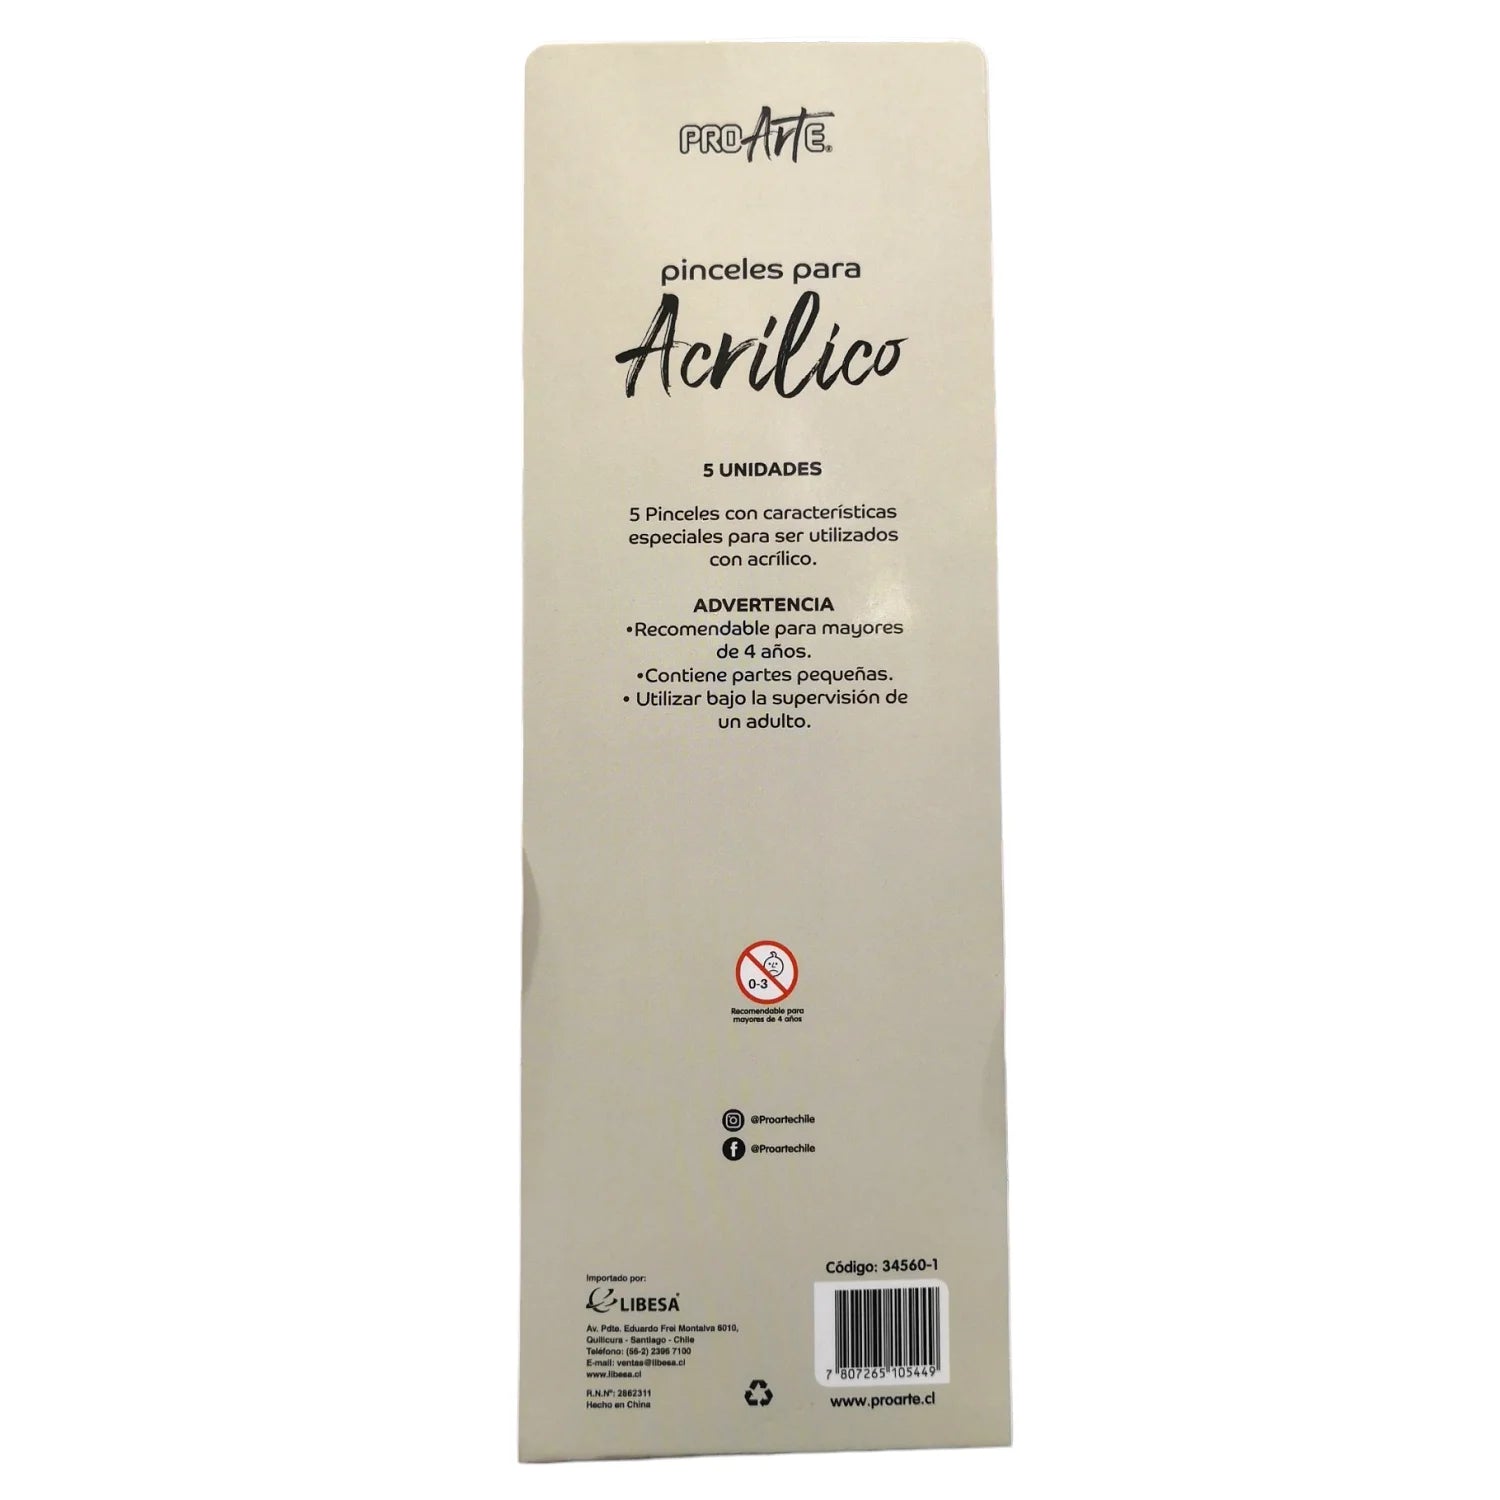 PROArtE®
pinceles para
Acrílico
5 UNIDADES
5 Pinceles con características
especiales para ser utilizados
con acrílico.
ADVERTENCIA
•Recomendable para mayores
de 4 años.
•Contiene partes pequeñas.
• Utilizar bajo la supervisión de
un adulto.
0-3
Recomendable para
mayores de 4 años
@Proartechile
@Proartechile
Código: 34560-1
7 807265 105449
www.proarte.cl
Importado por:
LIBESA
Av. Pdte. Eduardo Frei Montalva 6010,
Quilicura - Santiago - Chile
Teléfono: (56-2) 2396 7100
E-mail: ventas@libesa.cl
www.libesa.cl
R.N.Nº: 2862311
Hecho en China